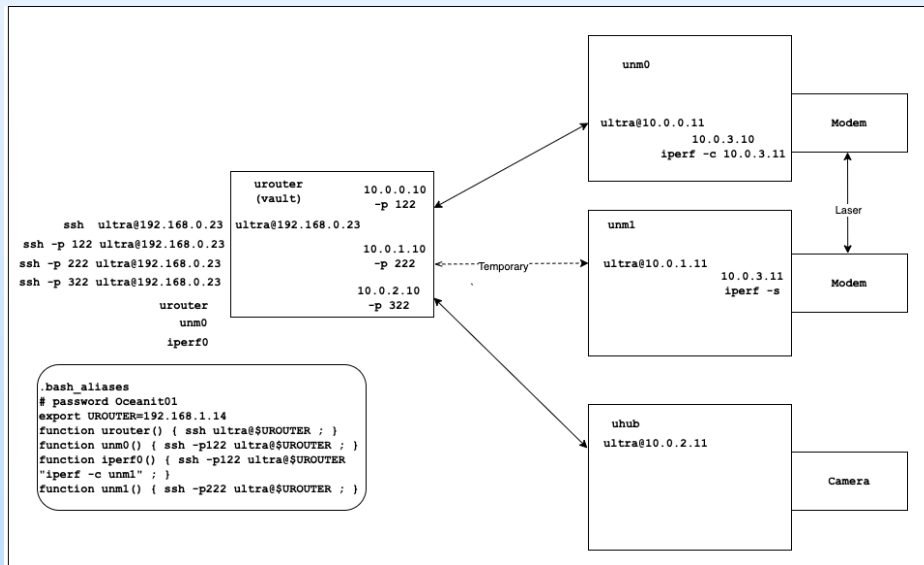 unm0
ultra@10.0.0.11
10.0.3.10
iperf -c 10.0.3.11
Modem
urouter
(vault)
10.0.0.10
-p 122
ultra@192.168.0.23
10.0.1.10
-p 222
10.0.2.10
-p 322
ssh ultra@192.168.0.23
ssh -p 122 ultra@192.168.0.23
ssh -p 222 ultra@192.168.0.23
ssh -p 322 ultra@192.168.0.23
urouter
unm0
iperf0
Temporary
Laser
unm1
ultra@10.0.1.11
10.0.3.11
iperf -s
Modem
.bash_aliases
# password Oceanit01
export UROUTER=192.168.1.14
function urouter() { ssh ultra@$UROUTER ; }
function unm0() { ssh -p122 ultra@$UROUTER ; }
function iperf0() { ssh -p122 ultra@$UROUTER
"iperf -c unm1" ; }
function unm1() { ssh -p222 ultra@$UROUTER ; }
uhub
ultra@10.0.2.11
Camera